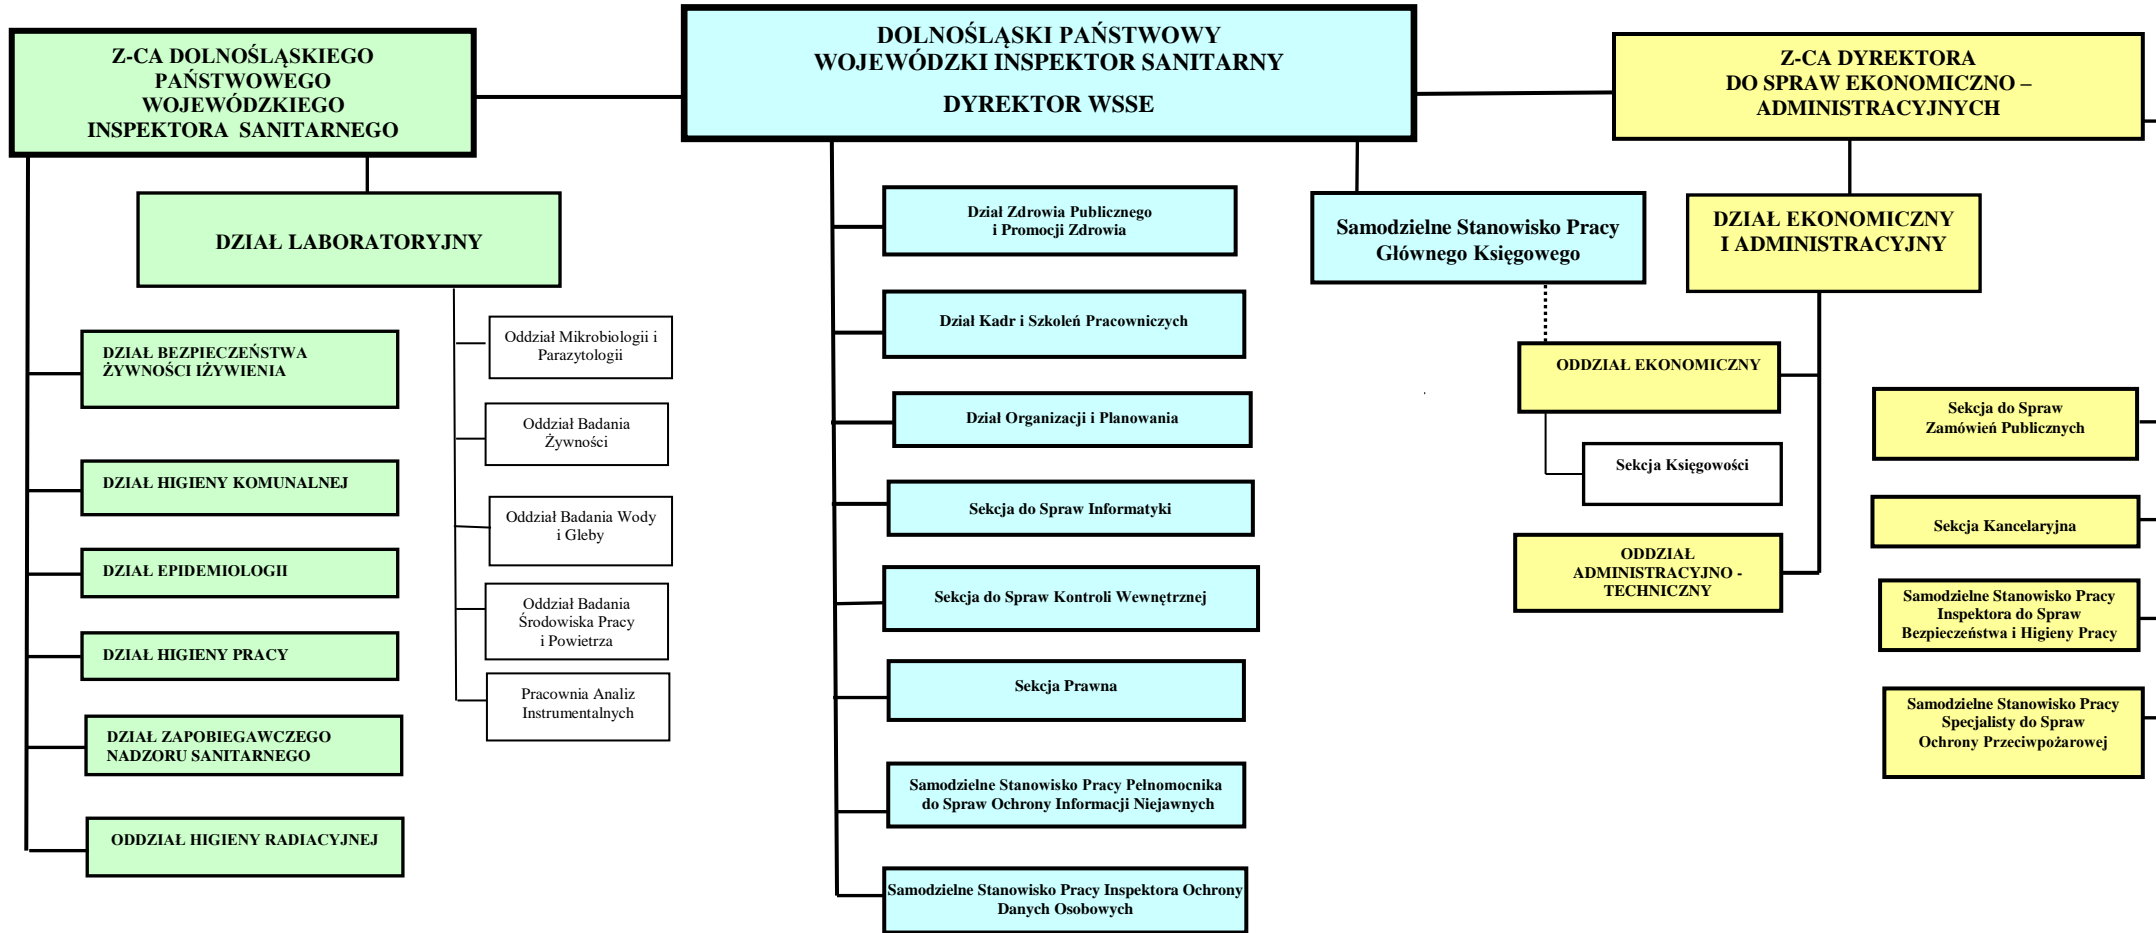 Z-CA DOLNOŚLĄSKIEGO
PAŃSTWOWEGO
WOJEWÓDZKIEGO
INSPEKTORA SANITARNEGO
DOLNOŚLĄSKI PAŃSTWOWY
WOJEWÓDZKI INSPEKTOR SANITARNY
DYREKTOR WSSE
Z-CA DYREKTORA
DO SPRAW EKONOMICZNO –
ADMINISTRACYJNYCH
DZIAŁ LABORATORYJNY
Oddział Mikrobiologii i
Parazytologii
Oddział Badania
Żywności
Oddział Badania Wody
i Gleby
Oddział Badania
Środowiska Pracy
i Powietrza
Pracownia Analiz
Instrumentalnych
DZIAŁ BEZPIECZEŃSTWA
ŻYWNOŚCI IŻYWIENIA
DZIAŁ HIGIENY KOMUNALNEJ
DZIAŁ EPIDEMIOLOGII
DZIAŁ HIGIENY PRACY
DZIAŁ ZAPOBIEGAWCZEGO
NADZORU SANITARNEGO
ODDZIAŁ HIGIENY RADIACYJNEJ
Dział Zdrowia Publicznego
i Promocji Zdrowia
Dział Kadr i Szkoleń Pracowniczych
Dział Organizacji i Planowania
Sekcja do Spraw Informatyki
Sekcja do Spraw Kontroli Wewnętrznej
Sekcja Prawna
Samodzielne Stanowisko Pracy Pełnomocnika
do Spraw Ochrony Informacji Niejawnych
Samodzielne Stanowisko Pracy Inspektora Ochrony
Danych Osobowych
Samodzielne Stanowisko Pracy
Głównego Księgowego
DZIAŁ EKONOMICZNY
I ADMINISTRACYJNY
ODDZIAŁ EKONOMICZNY
Sekcja Księgowości
ODDZIAŁ
ADMINISTRACYJNO -
TECHNICZNY
Sekcja do Spraw
Zamówień Publicznych
Sekcja Kancelaryjna
Samodzielne Stanowisko Pracy
Inspektora do Spraw
Bezpieczeństwa i Higieny Pracy
Samodzielne Stanowisko Pracy
Specjalisty do Spraw
Ochrony Przeciwpożarowej